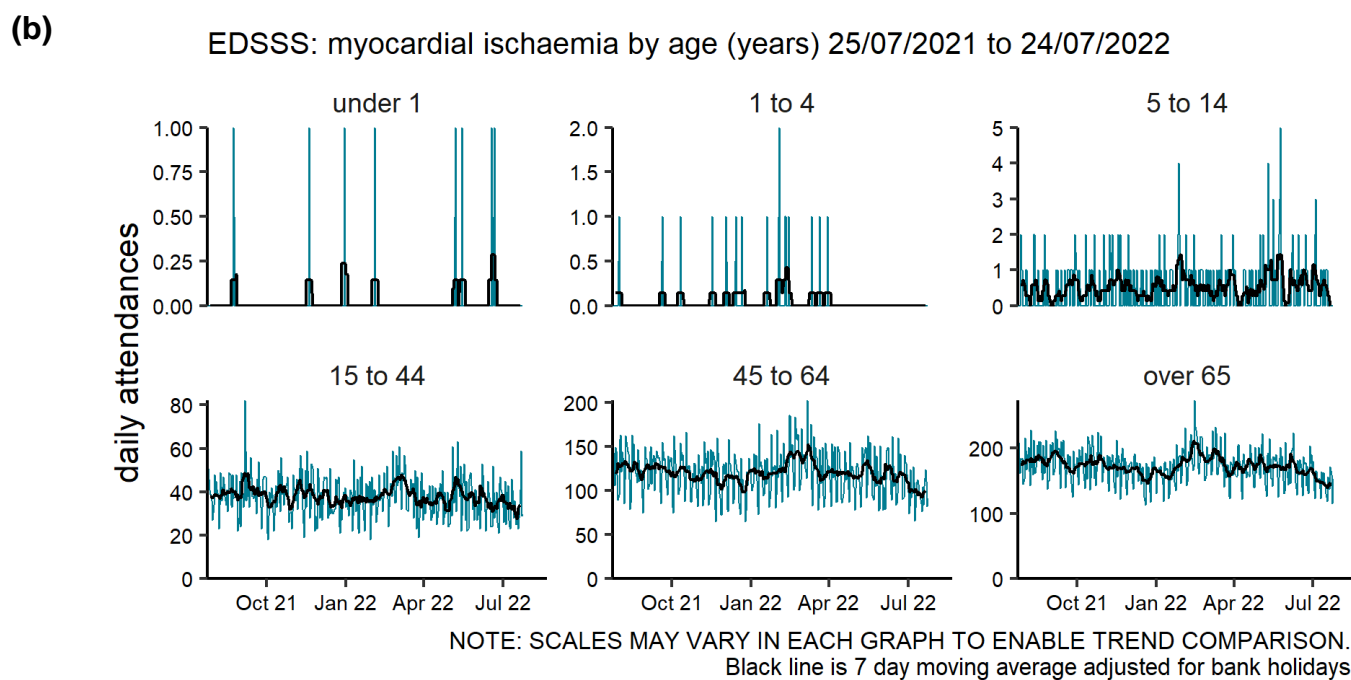 (b)
EDSSS: myocardial ischaemia by age (years) 25/07/2021 to 24/07/2022
daily attendances
under 1
1.00
0.75
0.50
0.25
0.00
1 to 4
2.0
1.5
1.0
0.5
0.0
5 to 14
5
4
3
2
1
0
15 to 44
80
60
40
20
0
Oct 21 Jan 22 Apr 22 Jul 22
45 to 64
200
150
100
50
0
Oct 21 Jan 22 Apr 22 Jul 22
over 65
200
100
0
Oct 21 Jan 22 Apr 22 Jul 22
NOTE: SCALES MAY VARY IN EACH GRAPH TO ENABLE TREND COMPARISON.
Black line is 7 day moving average adjusted for bank holidays